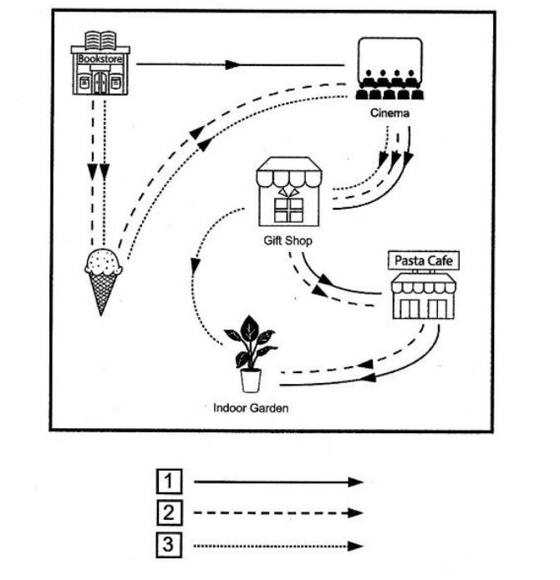 Bookstore
Cinema
Gift Shop
Pasta Cafe
Indoor Garden
1
2
3